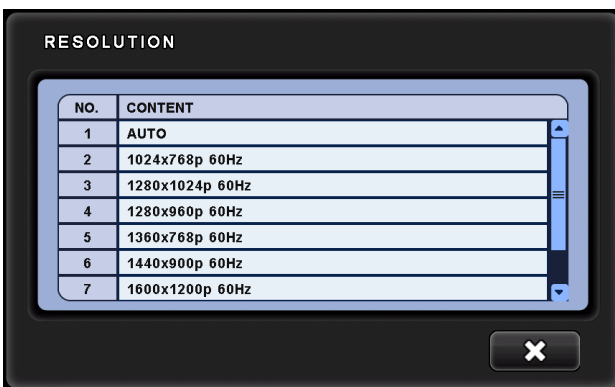 RESOLUTION
NO. CONTENT
1 AUTO
2 1024x768p 60Hz
3 1280x1024p 60Hz
4 1280x960p 60Hz
5 1360x768p 60Hz
6 1440x900p 60Hz
7 1600x1200p 60Hz